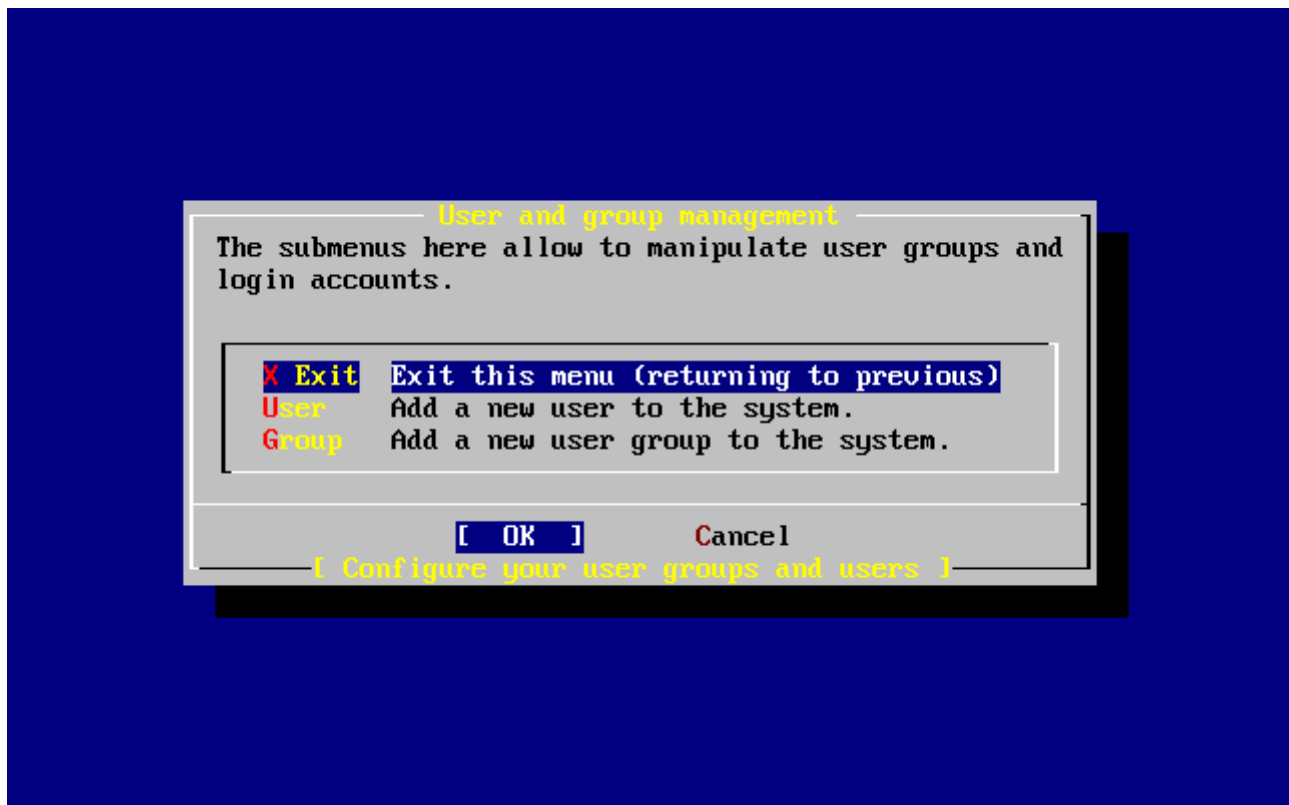 User and group management
The submenus here allow to manipulate user groups and
login accounts.
X Exit Exit this menu (returning to previous)
User Add a new user to the system.
Group Add a new user group to the system.
[ OK ] Cancel
[ Configure your user groups and users ]